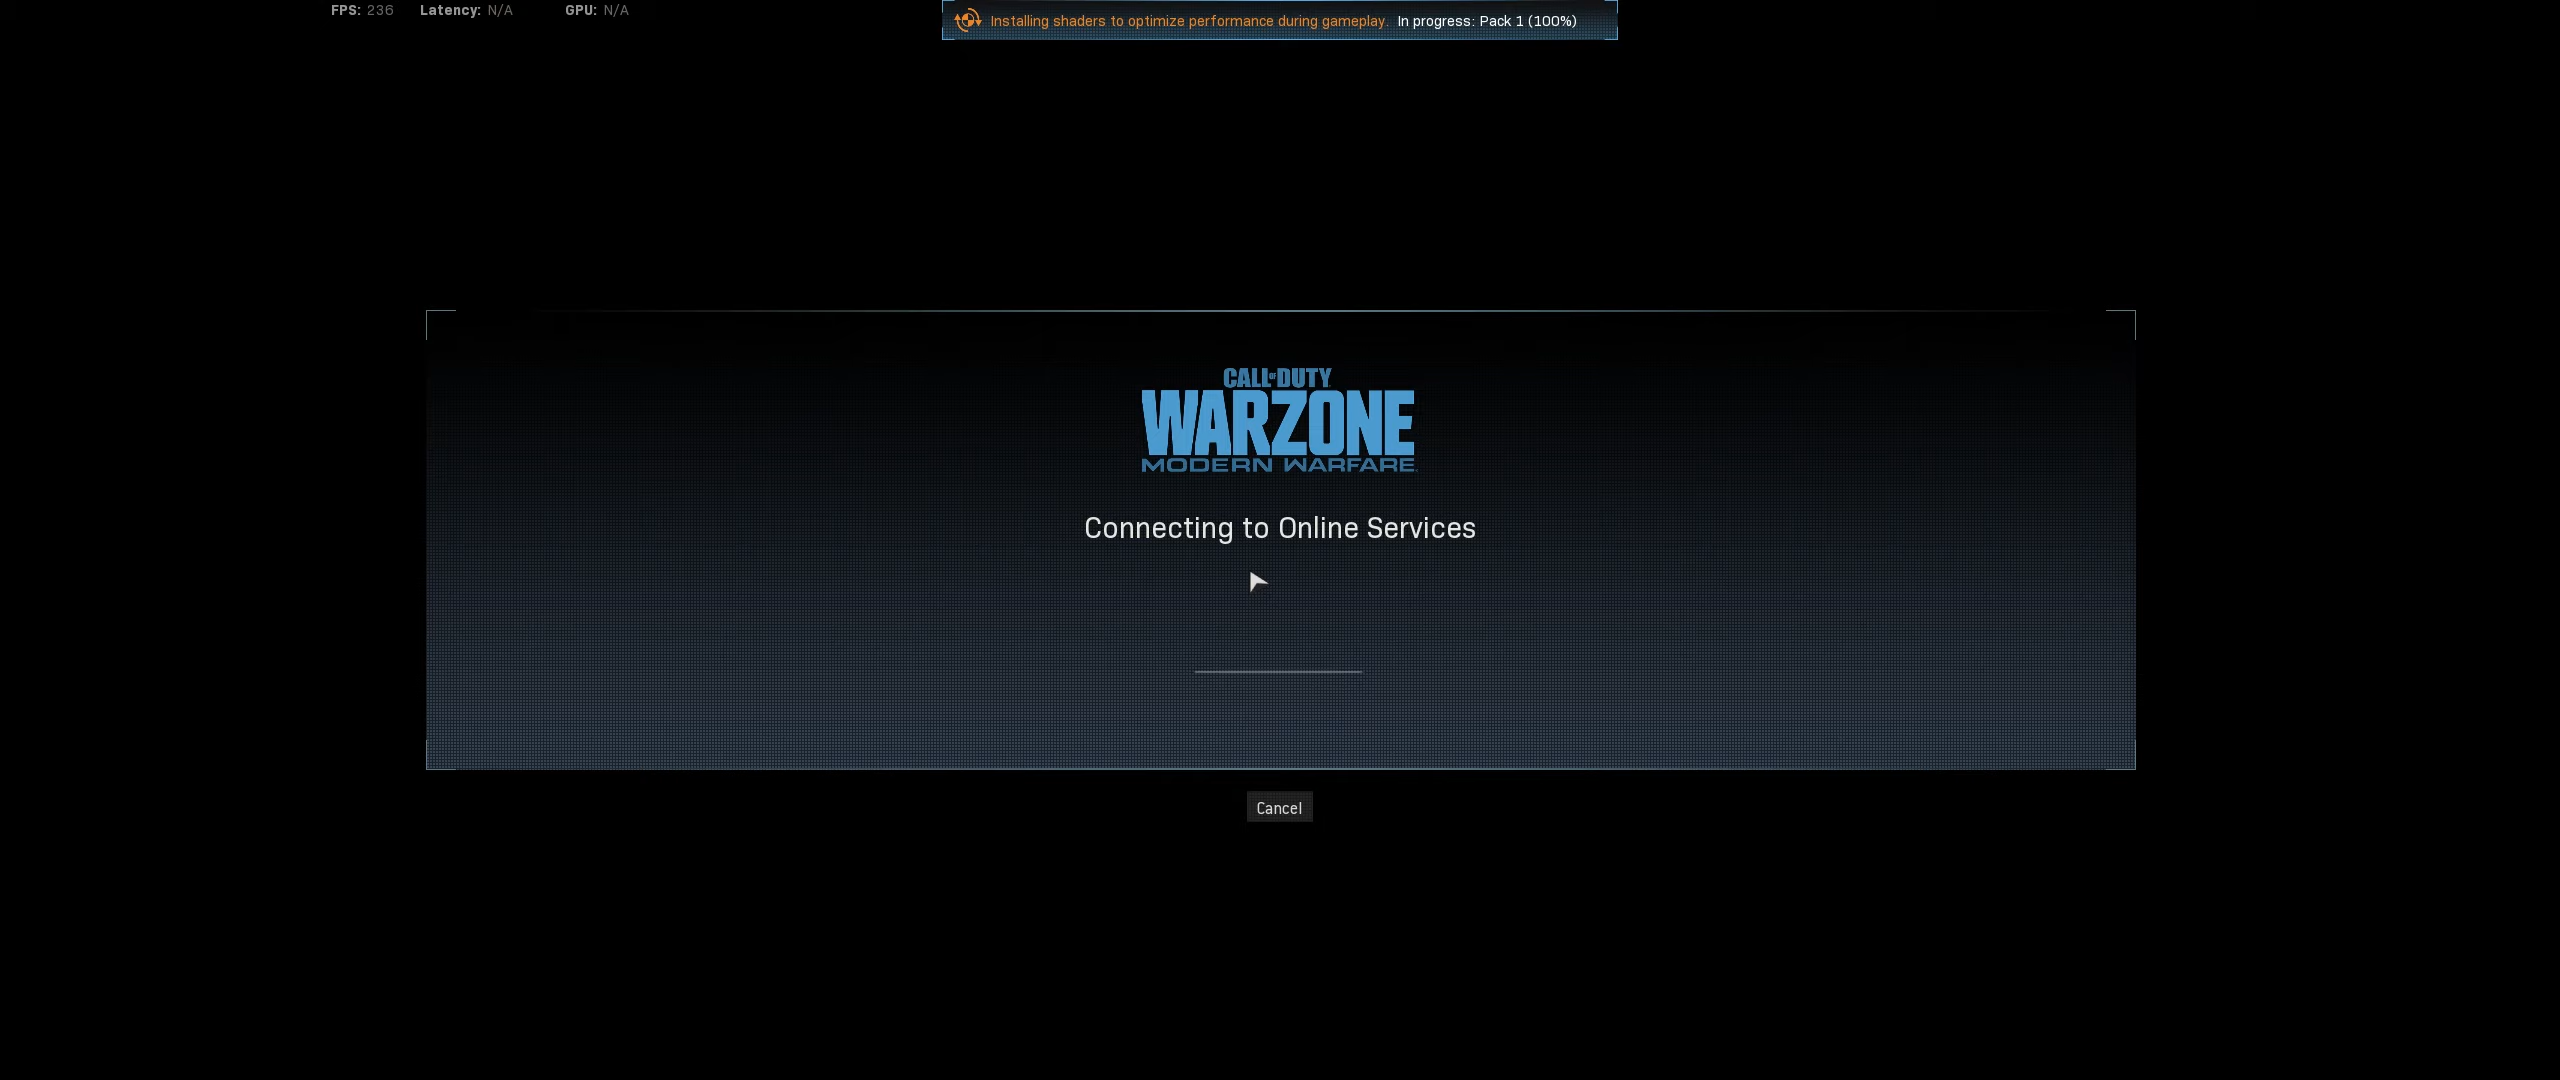 FPS: 236 Latency: N/A GPU: N/A
Installing shaders to optimize performance during gameplay. In progress: Pack 1 (100%)
CALL OF DUTY
WARZONE
MODERN WARFARE
Connecting to Online Services
Cancel